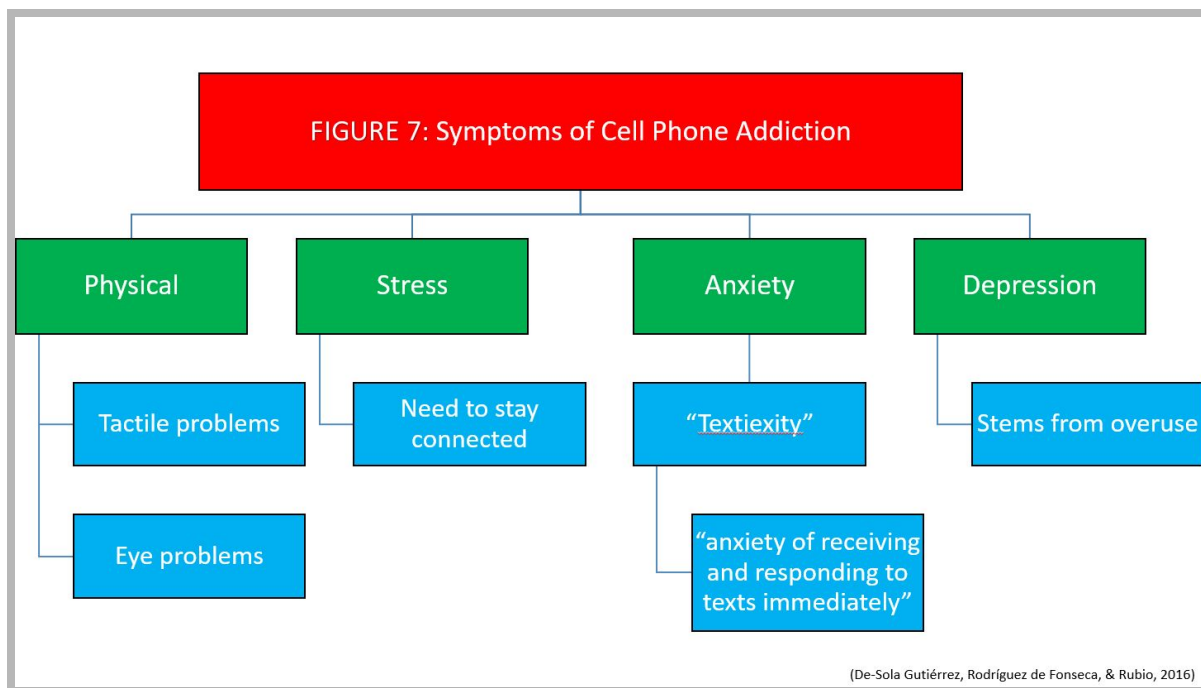 FIGURE 7: Symptoms of Cell Phone Addiction
Physical
Stress
Anxiety
Depression
Tactile problems
Need to stay
connected
“Textiexity”
Stems from overuse
Eye problems
“anxiety of receiving
and responding to
texts immediately”
(De-Sola Gutiérrez, Rodríguez de Fonseca, & Rubio, 2016)